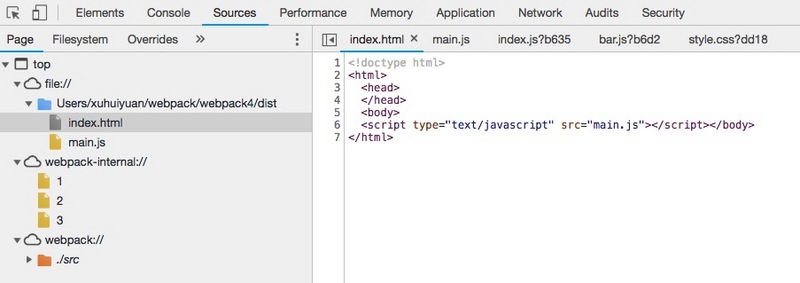 Elements Sources Performance Memory Application Network Audits Security
Page Filesystem Overrides » index.html × main.js index.js?b635 bar.js?b6d2 style.css?dd18
top
file://
Users/xuhuiyuan/webpack/webpack4/dist
index.html
main.js
webpack-internal://
1
2
3
webpack://
./src
1 <!doctype html>
2 <html>
3 <head>
4 </head>
5 <body>
6 <script type="text/javascript" src="main.js"></script></body>
7 </html>